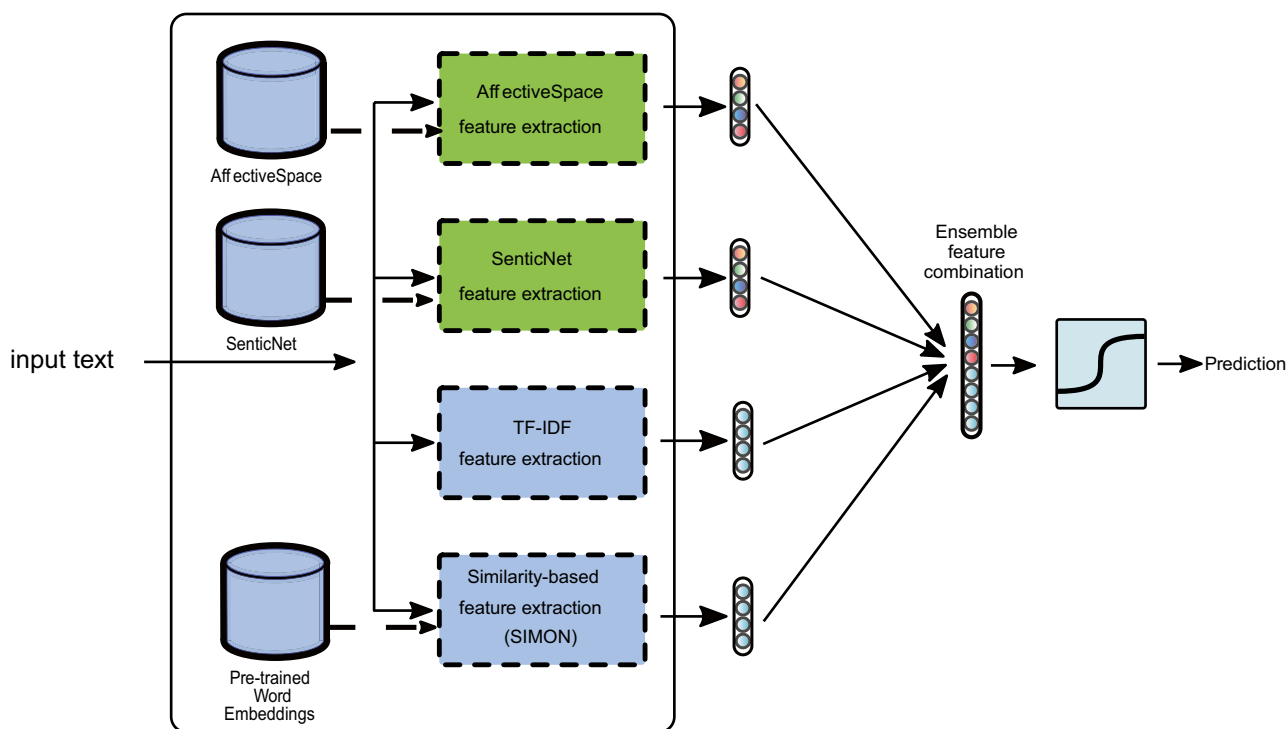 AffectiveSpace
feature extraction
AffectiveSpace
SenticNet
feature extraction
SenticNet
input text
Ensemble
feature
combination
Prediction
TF-IDF
feature extraction
Similarity-based
feature extraction
(SIMON)
Pre-trained
Word
Embeddings